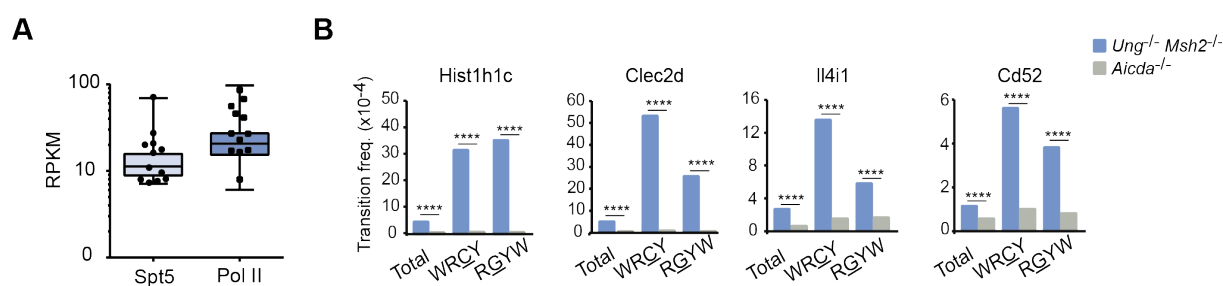 A
B
Ung-/- Msh2-/-
Aicda-/-
RPKM
100
10
0
Spt5
Pol II
Transition freq. (x10-4)
Hist1h1c
50
40
30
20
10
0
****
****
****
Total
WRCY
RGYW
Clec2d
60
50
40
30
20
10
0
****
****
****
Total
WRCY
RGYW
Il4i1
16
12
8
4
0
****
****
****
Total
WRCY
RGYW
Cd52
6
4
2
0
****
****
****
Total
WRCY
RGYW